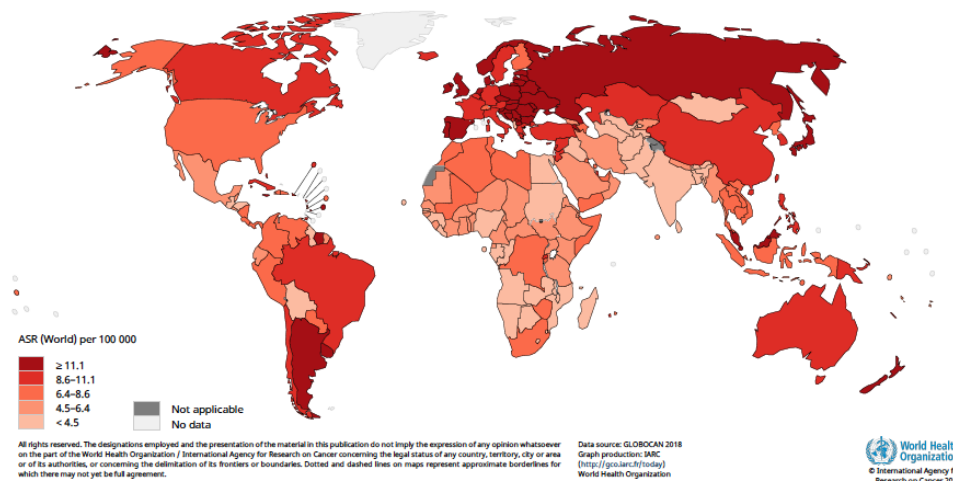 ASR (World) per 100 000
≥ 11.1
8.6–11.1
6.4–8.6
4.5–6.4
< 4.5
Not applicable
No data
All rights reserved. The designations employed and the presentation of the material in this publication do not imply the expression of any opinion whatsoever
on the part of the World Health Organization / International Agency for Research on Cancer concerning the legal status of any country, territory, city or area
or of its authorities, or concerning the delimitation of its frontiers or boundaries. Dotted and dashed lines on maps represent approximate borderlines for
which there may not yet be full agreement.
Data source: GLOBOCAN 2018
Graph production: IARC
(http://gco.iarc.fr/today)
World Health Organization
World Healt
Organizatio
© International Agency f
Research on Cancer 20